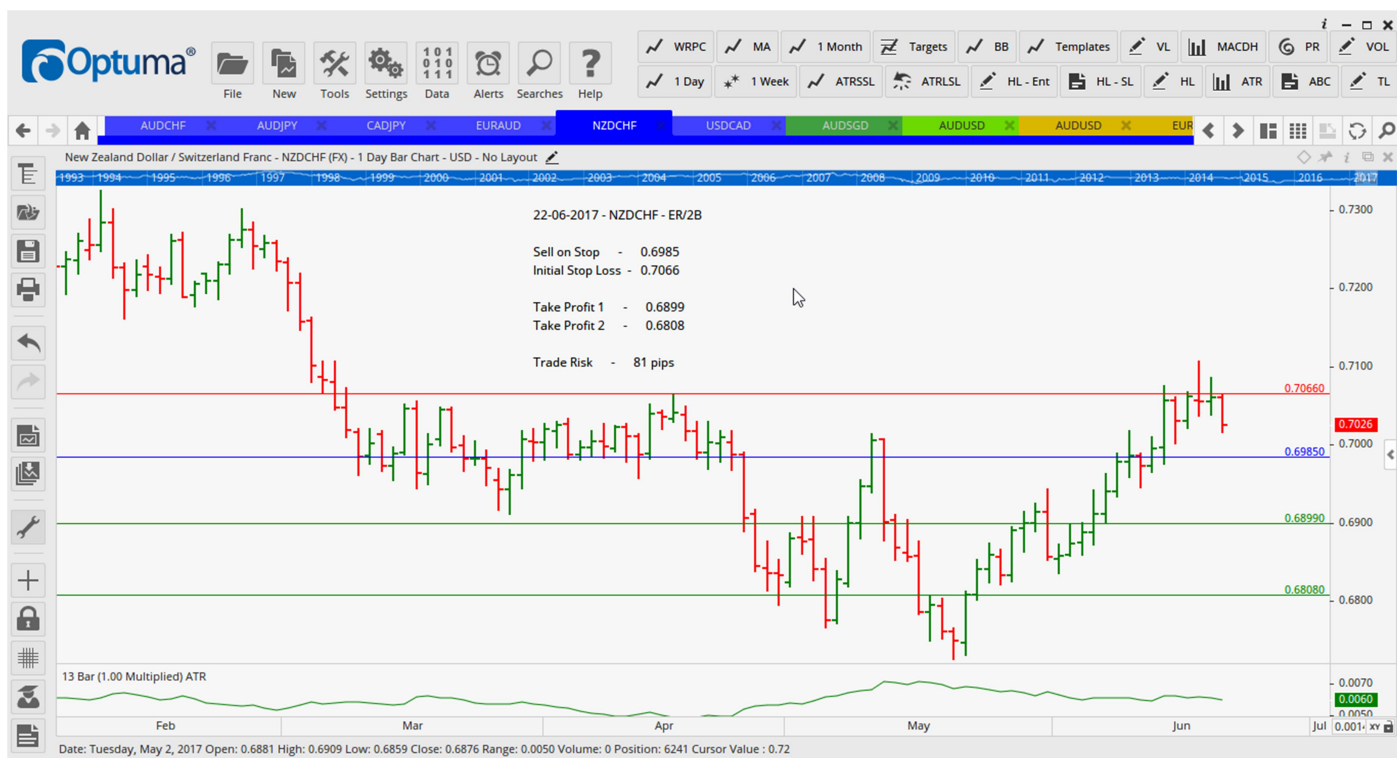 Optuma®
File
New
Tools
Settings
101 010 111
Data
Alerts
Searches
?
Help
WRPC
MA
1 Month
Targets
BB
Templates
VL
MACDH
PR
VOL
1 Day
1 Week
ATRSSL
ATRLSL
HL - Ent
HL - SL
HL
ATR
ABC
TL
AUDCHF
AUDJPY
CADJPY
EURAUD
NZDCHF
USDCAD
AUDSGD
AUDUSD
AUDUSD
EUR
New Zealand Dollar / Switzerland Franc - NZDCHF (FX) - 1 Day Bar Chart - USD - No Layout
1993 1994 1995 1996 1997 1998 1999 2000 2001 2002 2003 2004 2005 2006 2007 2008 2009 2010 2011 2012 2013 2014 2015 2016 2017
22-06-2017 - NZDCHF - ER/2B
Sell on Stop - 0.6985
Initial Stop Loss - 0.7066
Take Profit 1 - 0.6899
Take Profit 2 - 0.6808
Trade Risk - 81 pips
0.7300
0.7200
0.7100
0.70660
0.7026
0.7000
0.69850
0.68990
0.6900
0.68080
0.6800
13 Bar (1.00 Multiplied) ATR
0.0070
0.0060
0.0050
Feb Mar Apr May Jun Jul
0.001
XY
Date: Tuesday, May 2, 2017 Open: 0.6881 High: 0.6909 Low: 0.6859 Close: 0.6876 Range: 0.0050 Volume: 0 Position: 6241 Cursor Value : 0.72